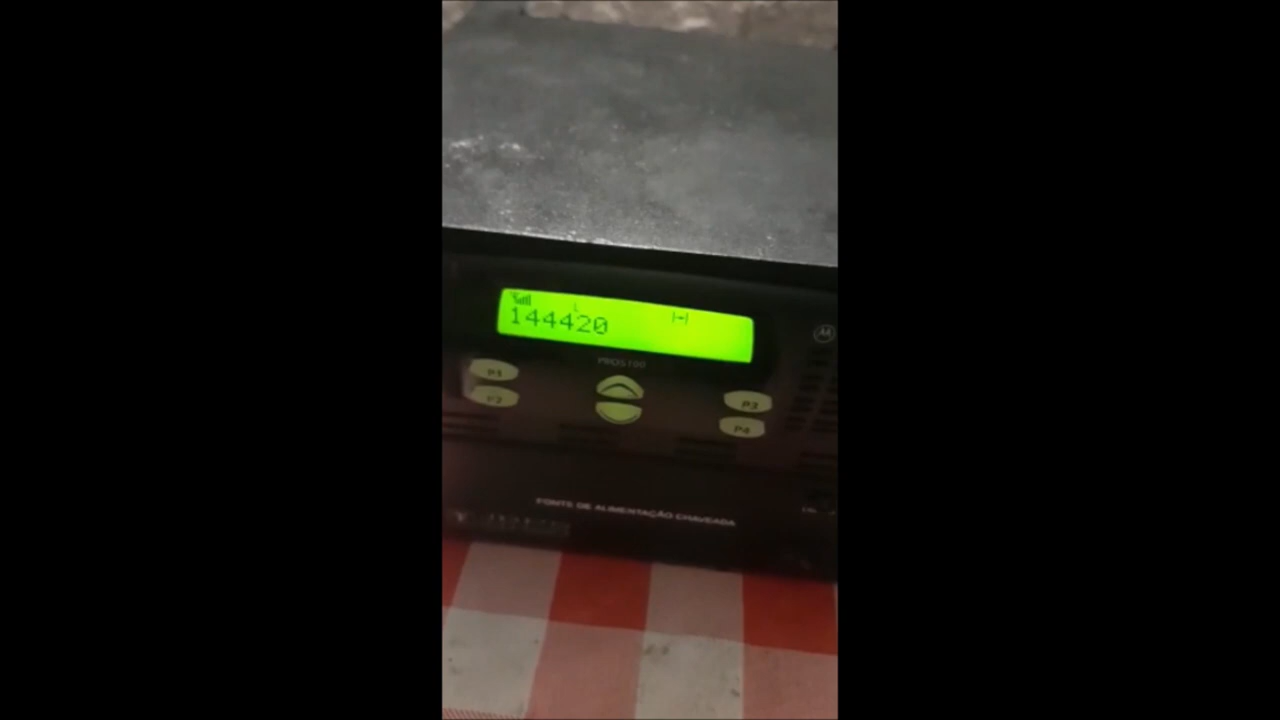 L
144420
PRO5100
P1
P2
P3
P4
FONTE DE ALIMENTAÇÃO CHAVEADA